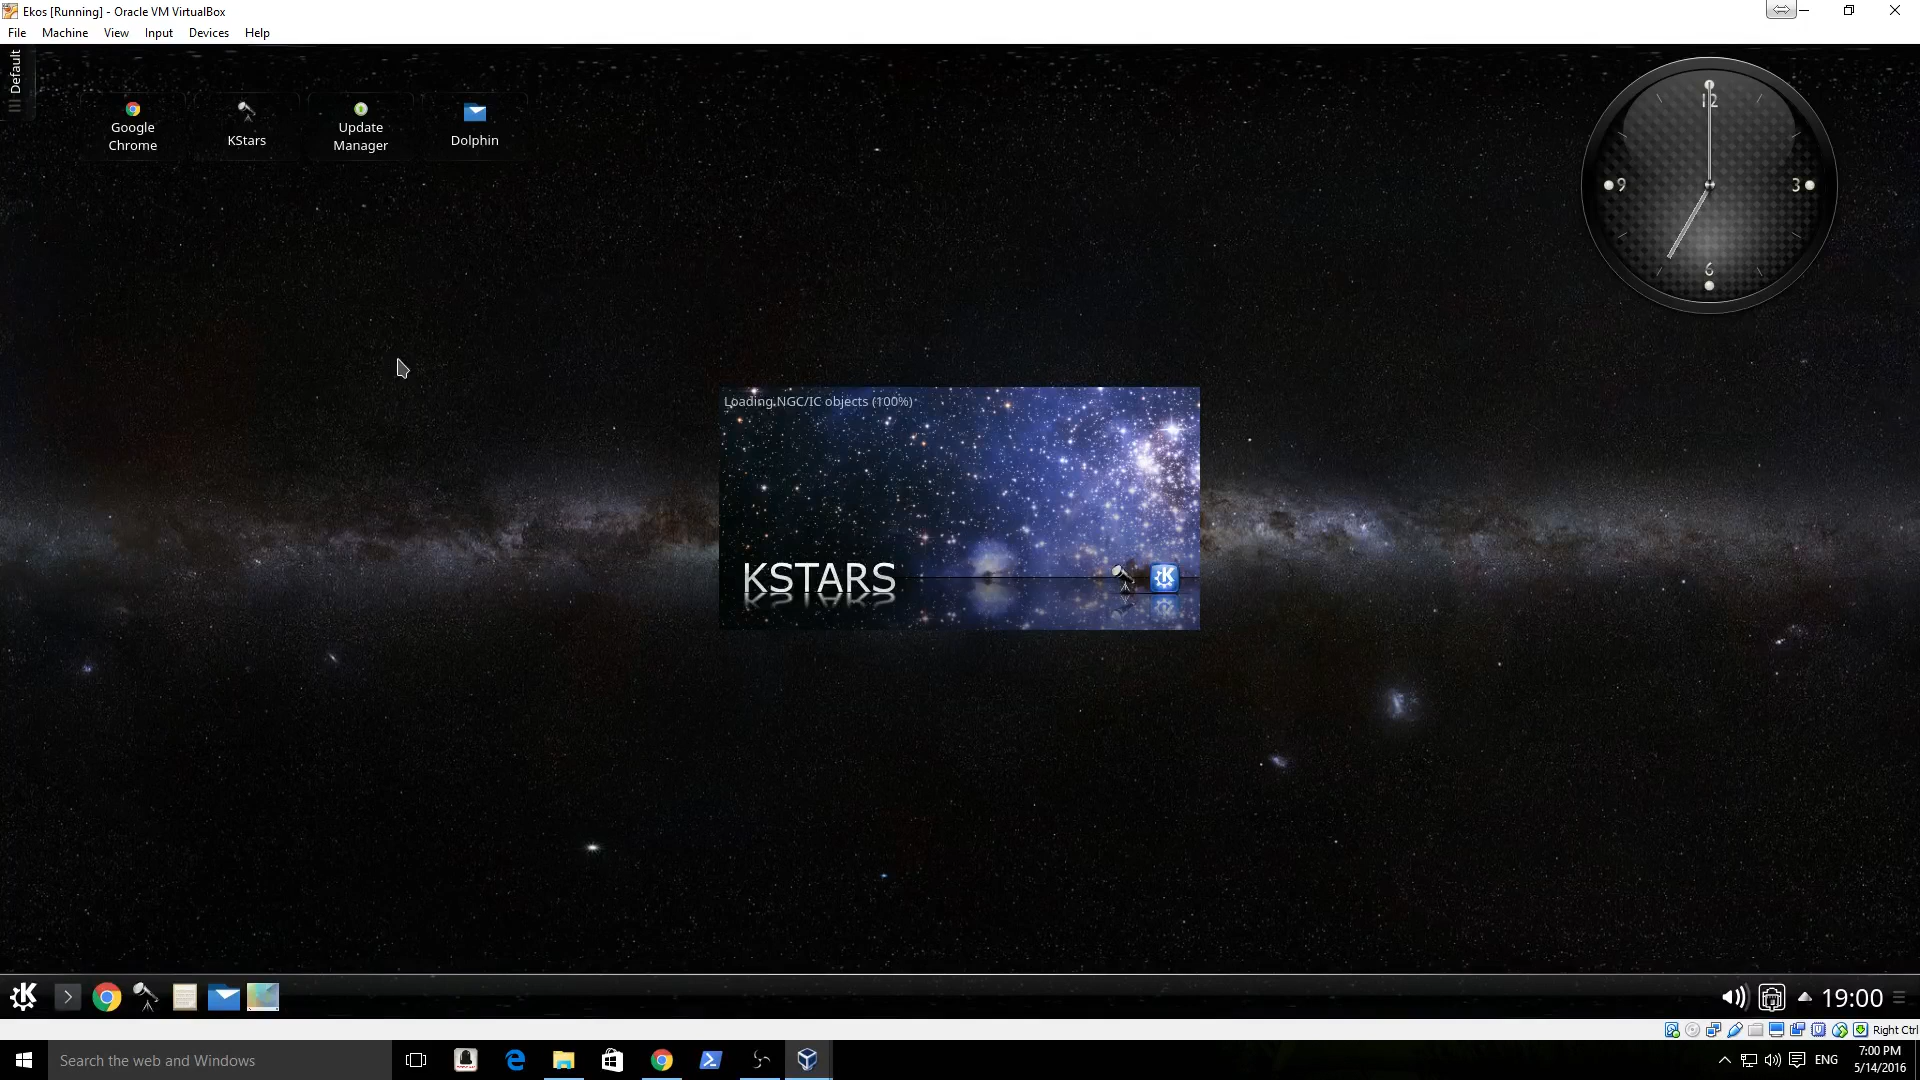 Ekos [Running] - Oracle VM VirtualBox
File Machine View Input Devices Help
Default
Google
Chrome
KStars
Update
Manager
Dolphin
12
9
3
6
Loading NGC/IC objects (100%)
KSTARS
19:00
Right Ctrl
Search the web and Windows
ENG
7:00 PM
5/14/2016